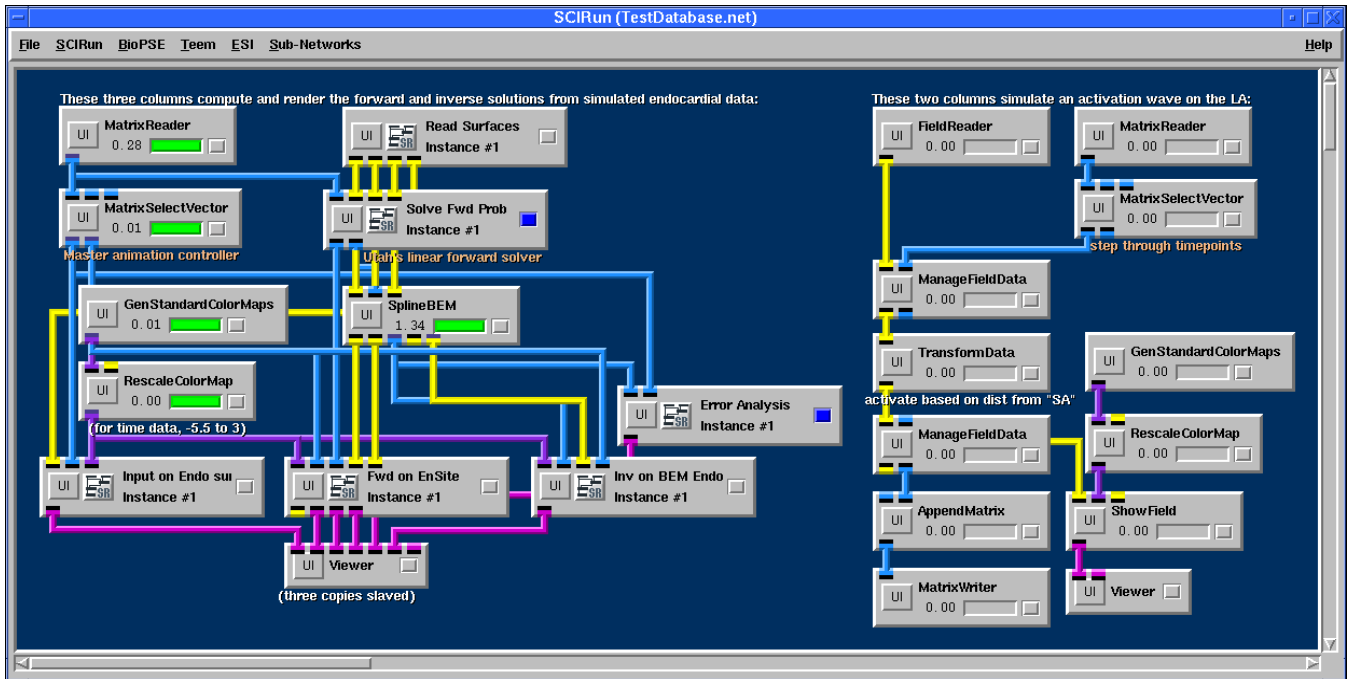 SCIRun (TestDatabase.net)
File SCIRun BioPSE Teem ESI Sub-Networks Help
These three columns compute and render the forward and inverse solutions from simulated endocardial data:
UI MatrixReader
0.28
UI SR Read Surfaces
Instance #1
UI MatrixSelectVector
0.01
Master animation controller
UI SR Solve Fwd Prob
Instance #1
Utah's linear forward solver
UI GenStandardColorMaps
0.01
UI SplineBEM
1.34
UI RescaleColorMap
0.00
(for time data, -5.5 to 3)
UI SR Error Analysis
Instance #1
UI SR Input on Endo su
Instance #1
UI SR Fwd on EnSite
Instance #1
UI SR Inv on BEM Endo
Instance #1
UI Viewer
(three copies slaved)
These two columns simulate an activation wave on the LA:
UI FieldReader
0.00
UI MatrixReader
0.00
UI MatrixSelectVector
0.00
step through timepoints
UI ManageFieldData
0.00
UI TransformData
0.00
activate based on dist from "SA"
UI GenStandardColorMaps
0.00
UI ManageFieldData
0.00
UI RescaleColorMap
0.00
UI AppendMatrix
0.00
UI ShowField
0.00
UI MatrixWriter
0.00
UI Viewer